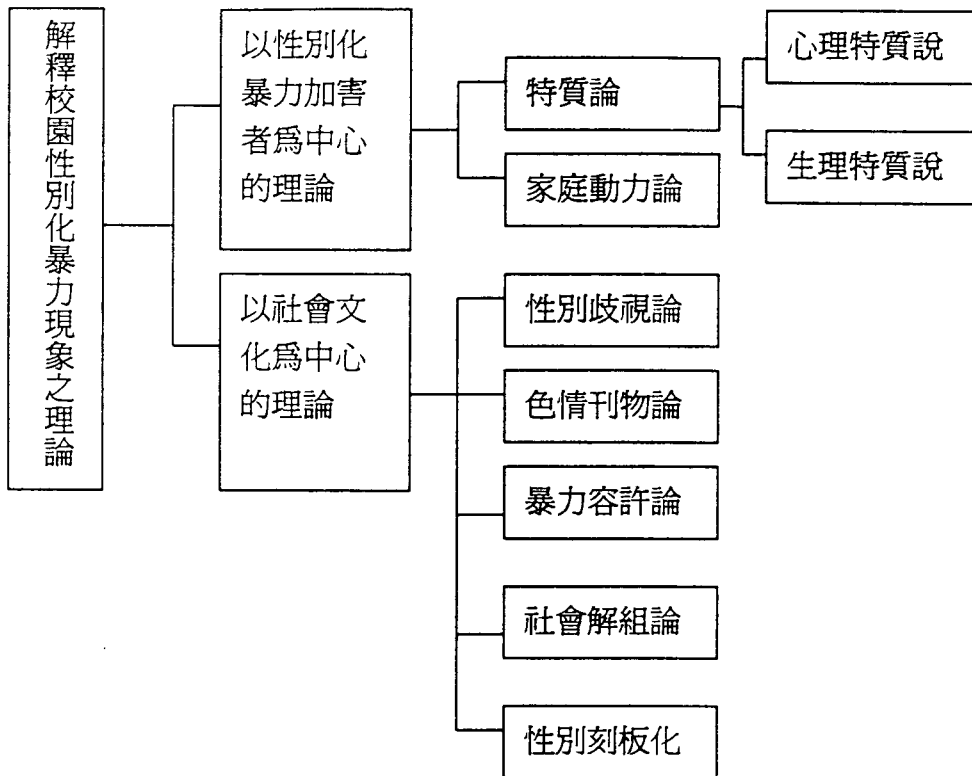 解釋校園性別化暴力現象之理論
以性別化
暴力加害
者爲中心
的理論
特質論
心理特質說
生理特質說
家庭動力論
以社會文
化爲中心
的理論
性別歧視論
色情刊物論
暴力容許論
社會解組論
性別刻板化